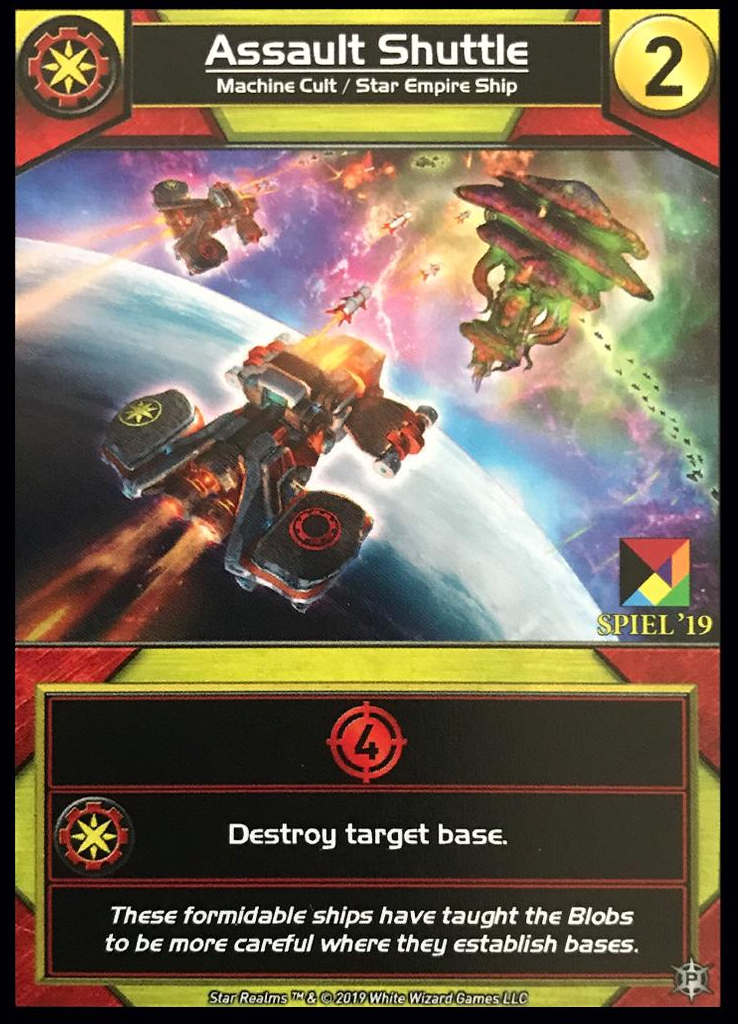 Assault Shuttle
Machine Cult / Star Empire Ship
2
SPIEL '19
4
Destroy target base.
These formidable ships have taught the Blobs
to be more careful where they establish bases.
P
Star Realms ™ & © 2019 White Wizard Games LLC